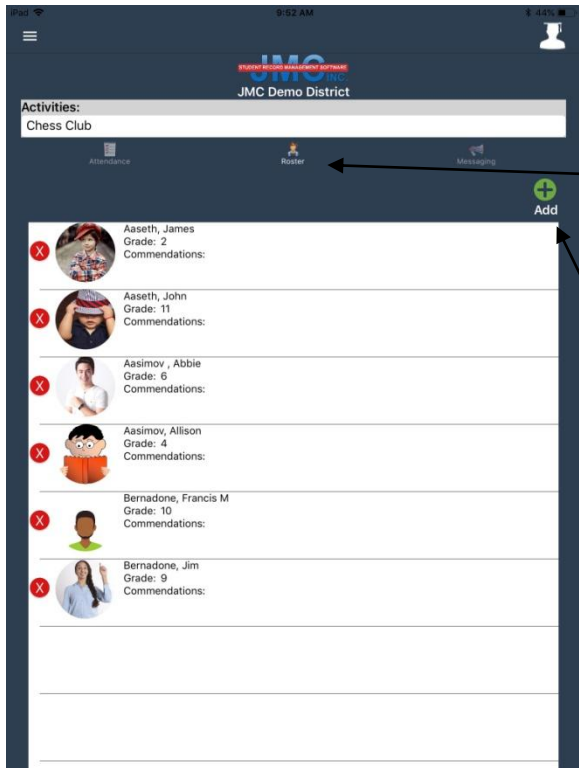 iPad 9:52 AM 44%
STUDENT RECORD MANAGEMENT SOFTWARE
JMC INC.
JMC Demo District
Activities:
Chess Club
Attendance Roster Messaging
Add
X
Aaseth, James
Grade: 2
Commendations:
X
Aaseth, John
Grade: 11
Commendations:
X
Aasimov , Abbie
Grade: 6
Commendations:
X
Aasimov, Allison
Grade: 4
Commendations:
X
Bernadone, Francis M
Grade: 10
Commendations:
X
Bernadone, Jim
Grade: 9
Commendations: